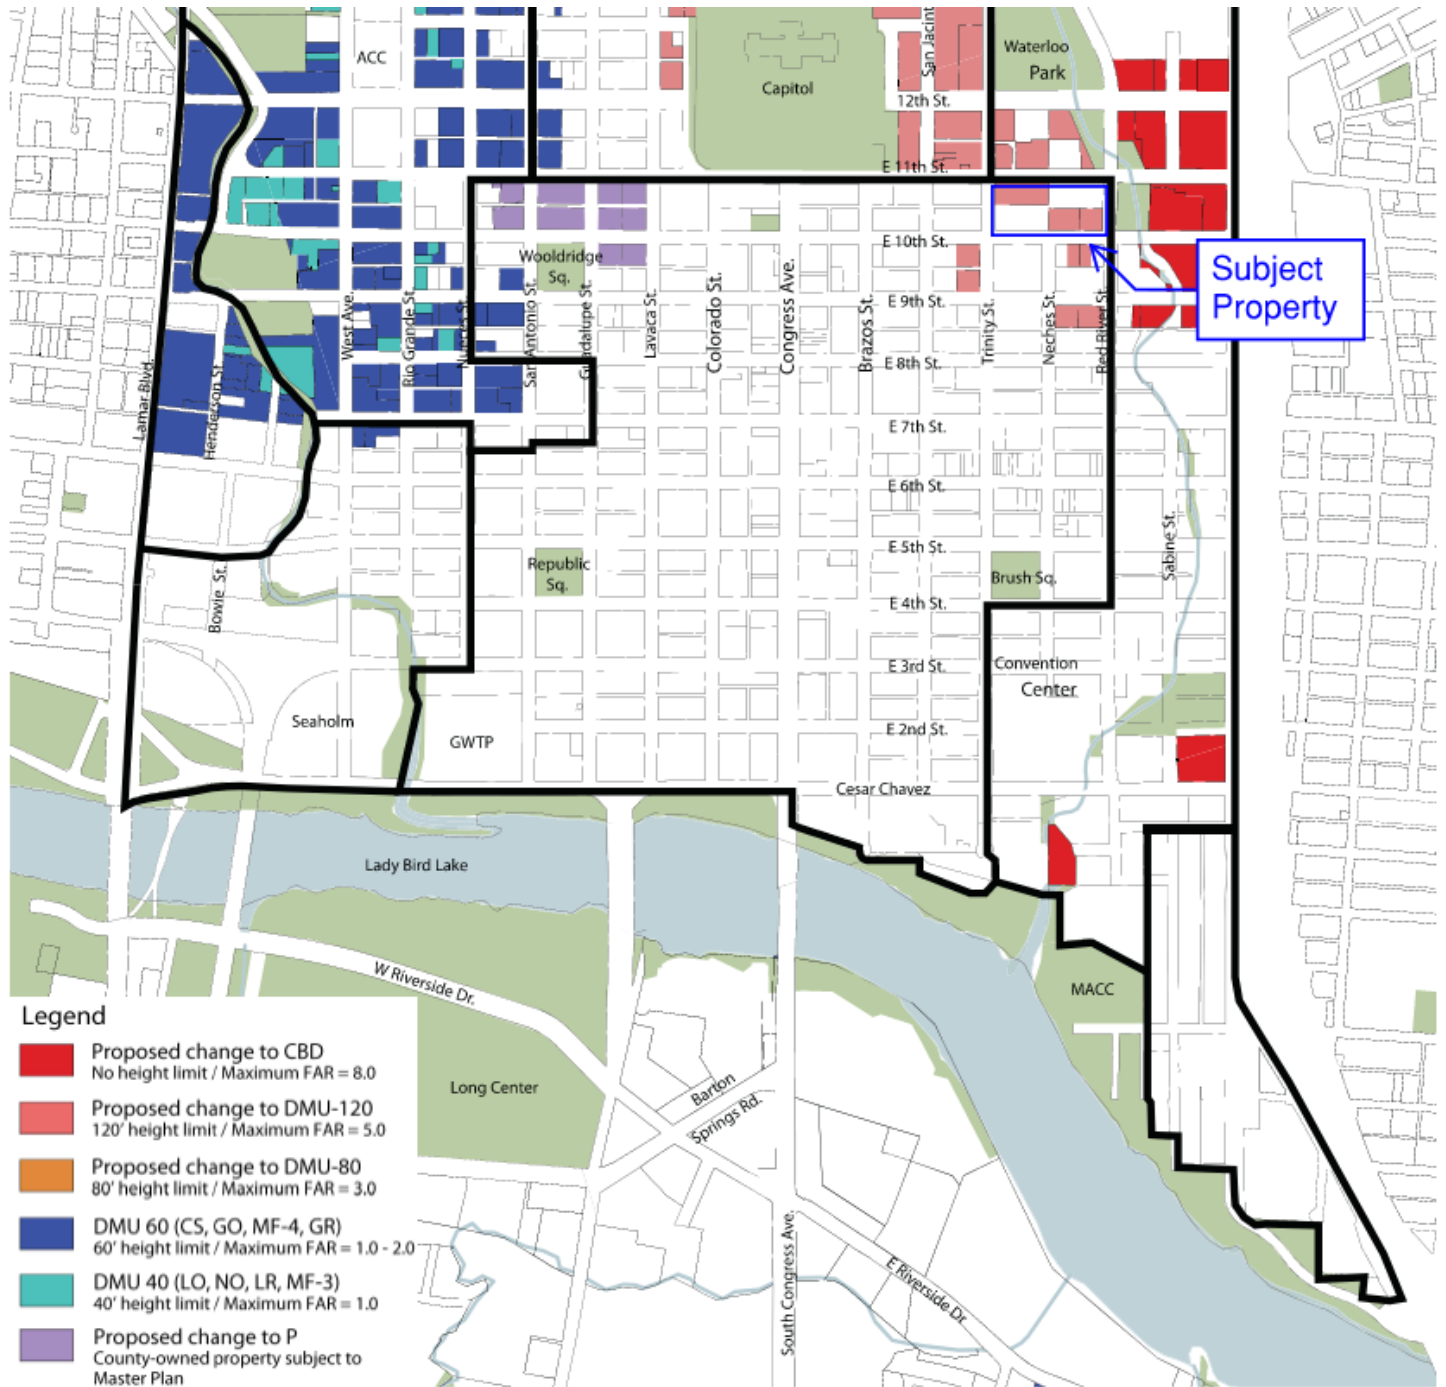 ACC
Capitol
San Jacint
Waterloo
Park
12th St.
E 11th St.
E 10th St.
Wooldridge
Sq.
Subject
Property
E 9th St.
E 8th St.
Lamar Blvd.
Henderson St.
West Ave.
Rio Grande St.
Nueces St.
San Antonio St.
Guadalupe St.
Lavaca St.
Colorado St.
Congress Ave.
Brazos St.
Trinity St.
Neches St.
Red River St.
E 7th St.
E 6th St.
E 5th St.
Republic
Sq.
Brush Sq.
Sabine St.
Bowie St.
E 4th St.
E 3rd St.
Convention
Center
Seaholm
GWTP
E 2nd St.
Cesar Chavez
Lady Bird Lake
W Riverside Dr.
MACC
Long Center
Barton
Springs Rd.
South Congress Ave.
E Riverside Dr
Legend
Proposed change to CBD
No height limit / Maximum FAR = 8.0
Proposed change to DMU-120
120' height limit / Maximum FAR = 5.0
Proposed change to DMU-80
80' height limit / Maximum FAR = 3.0
DMU 60 (CS, GO, MF-4, GR)
60' height limit / Maximum FAR = 1.0 - 2.0
DMU 40 (LO, NO, LR, MF-3)
40' height limit / Maximum FAR = 1.0
Proposed change to P
County-owned property subject to
Master Plan